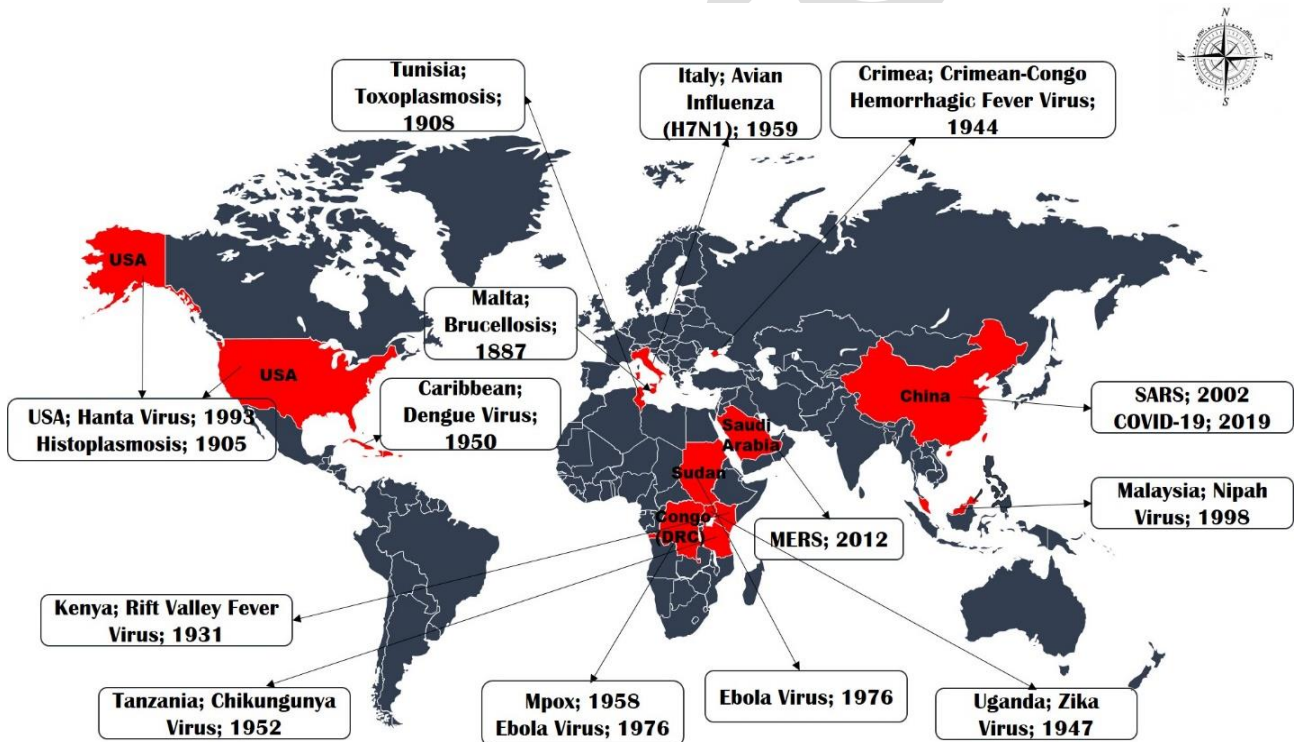 N
W
E
S
Tunisia;
Toxoplasmosis;
1908
Italy; Avian
Influenza
(H7N1); 1959
Crimea; Crimean-Congo
Hemorrhagic Fever Virus;
1944
USA
Malta;
Brucellosis;
1887
USA
China
Caribbean;
Dengue Virus;
1950
USA; Hanta Virus; 1993
Histoplasmosis; 1905
SARS; 2002
COVID-19; 2019
Saudi
Arabia
Sudan
Malaysia; Nipah
Virus; 1998
Congo
(DRC)
MERS; 2012
Kenya; Rift Valley Fever
Virus; 1931
Tanzania; Chikungunya
Virus; 1952
Mpox; 1958
Ebola Virus; 1976
Ebola Virus; 1976
Uganda; Zika
Virus; 1947